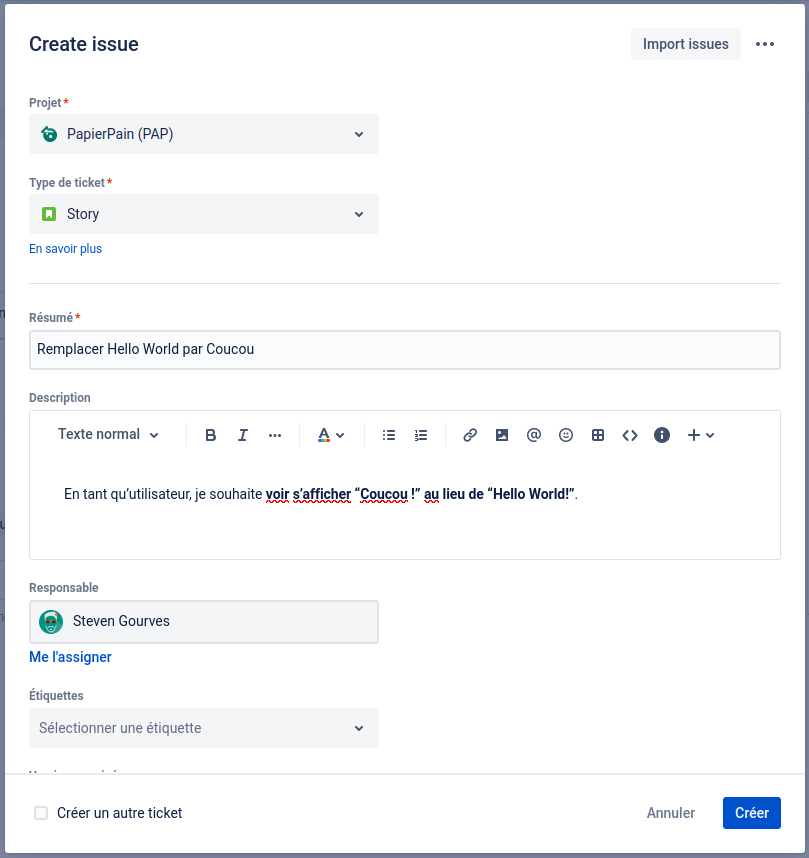 Create issue
Import issues
Projet *
PapierPain (PAP)
Type de ticket *
Story
En savoir plus
Résumé *
Remplacer Hello World par Coucou
Description
Texte normal
B I A
En tant qu’utilisateur, je souhaite voir s’afficher “Coucou !” au lieu de “Hello World!”.
Responsable
Steven Gourves
Me l'assigner
Étiquettes
Sélectionner une étiquette
Créer un autre ticket
Annuler
Créer